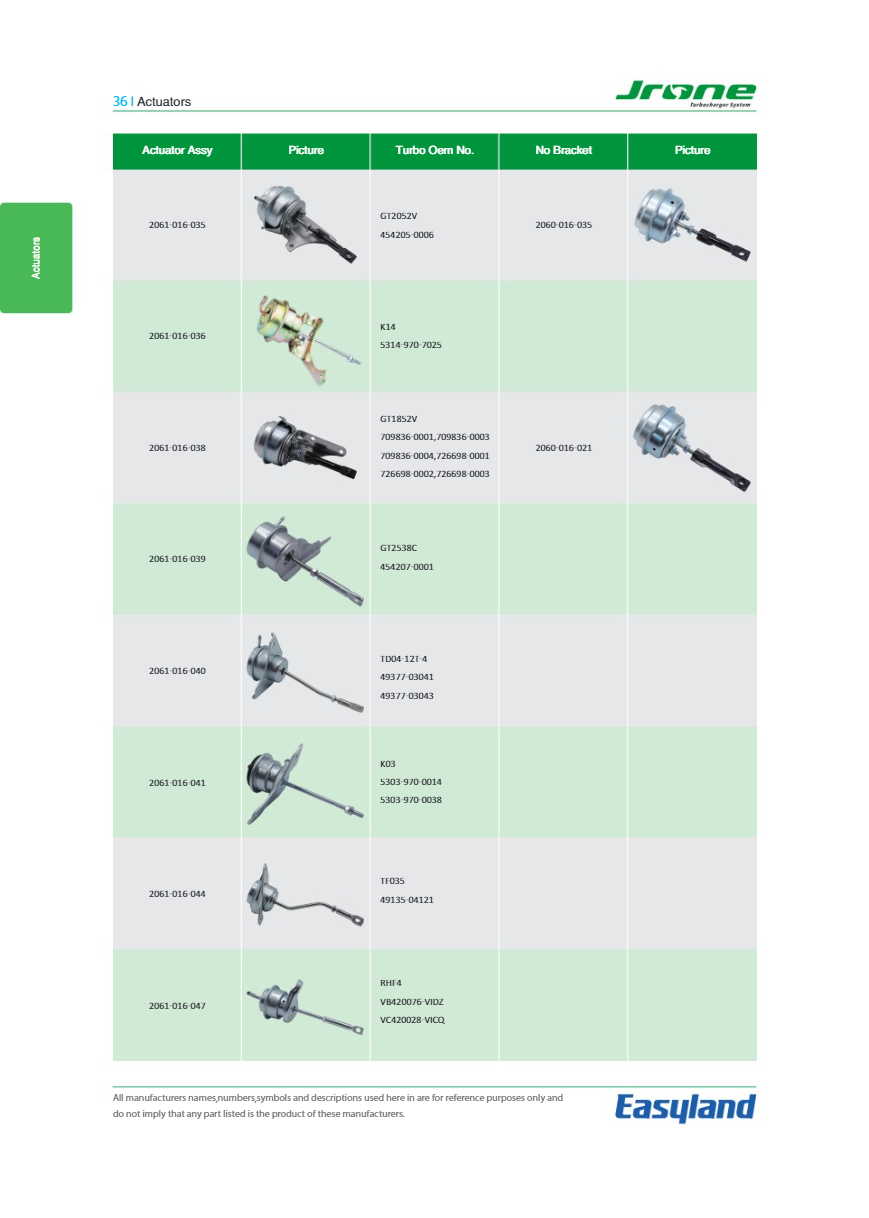 36 | Actuators
Jrone
Turbocharger System
Actuators
Actuator Assy Picture Turbo Oem No. No Bracket Picture
2061-016-035
GT2052V
454205-0006
2060-016-035
2061-016-036
K14
5314-970-7025
2061-016-038
GT1852V
709836-0001,709836-0003
709836-0004,726698-0001
726698-0002,726698-0003
2060-016-021
2061-016-039
GT2538C
454207-0001
2061-016-040
TD04-12T-4
49377-03041
49377-03043
2061-016-041
K03
5303-970-0014
5303-970-0038
2061-016-044
TF035
49135-04121
2061-016-047
RHF4
VB420076-VIDZ
VC420028-VICQ
All manufacturers names,numbers,symbols and descriptions used here in are for reference purposes only and
do not imply that any part listed is the product of these manufacturers.
Easyland